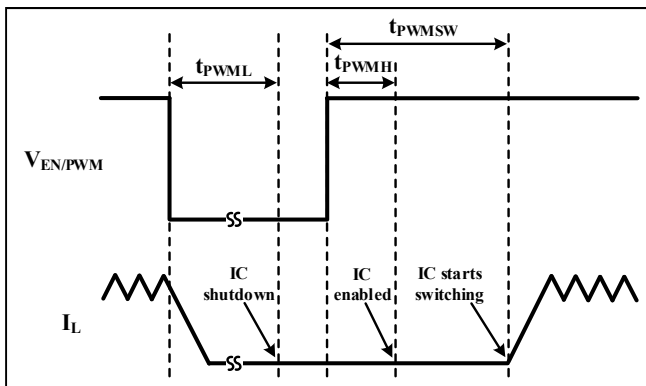 tPWMSW
tPWML
tPWMH
VEN/PWM
IC
shutdown
IC
enabled
IC starts
switching
IL